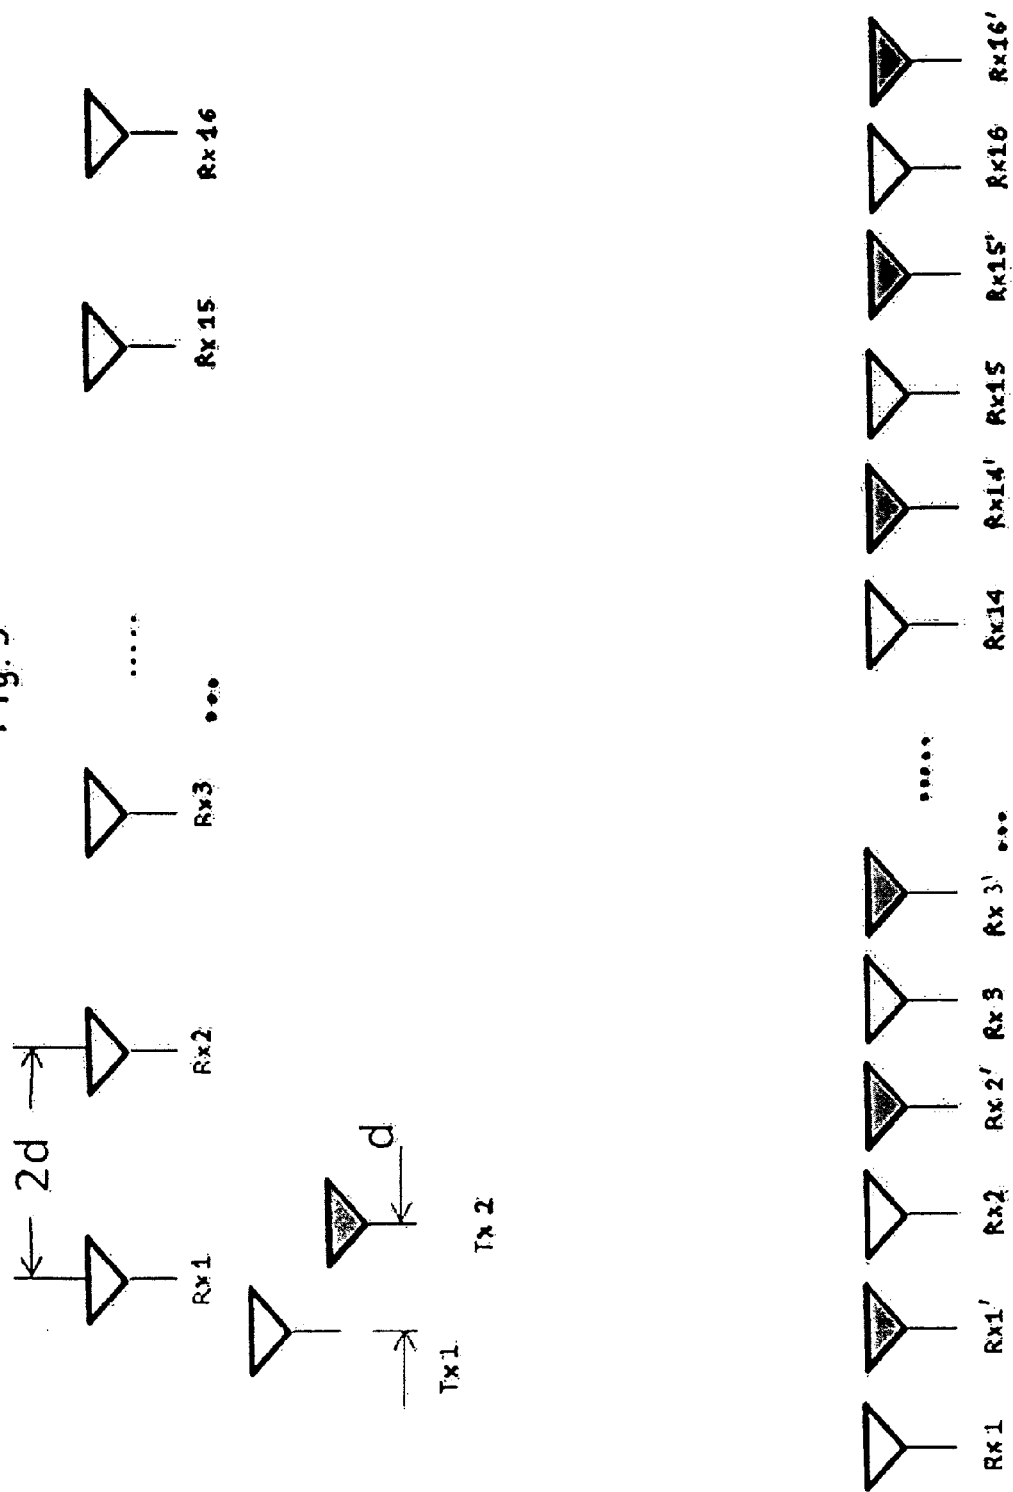 2d
Rx1
Rx2
Rx3
...
.....
Rx15
Rx16
d
Tx1
Tx2
Rx1
Rx1'
Rx2
Rx2'
Rx3
Rx3'
...
.....
Rx14
Rx14'
Rx15
Rx15'
Rx16
Rx16'